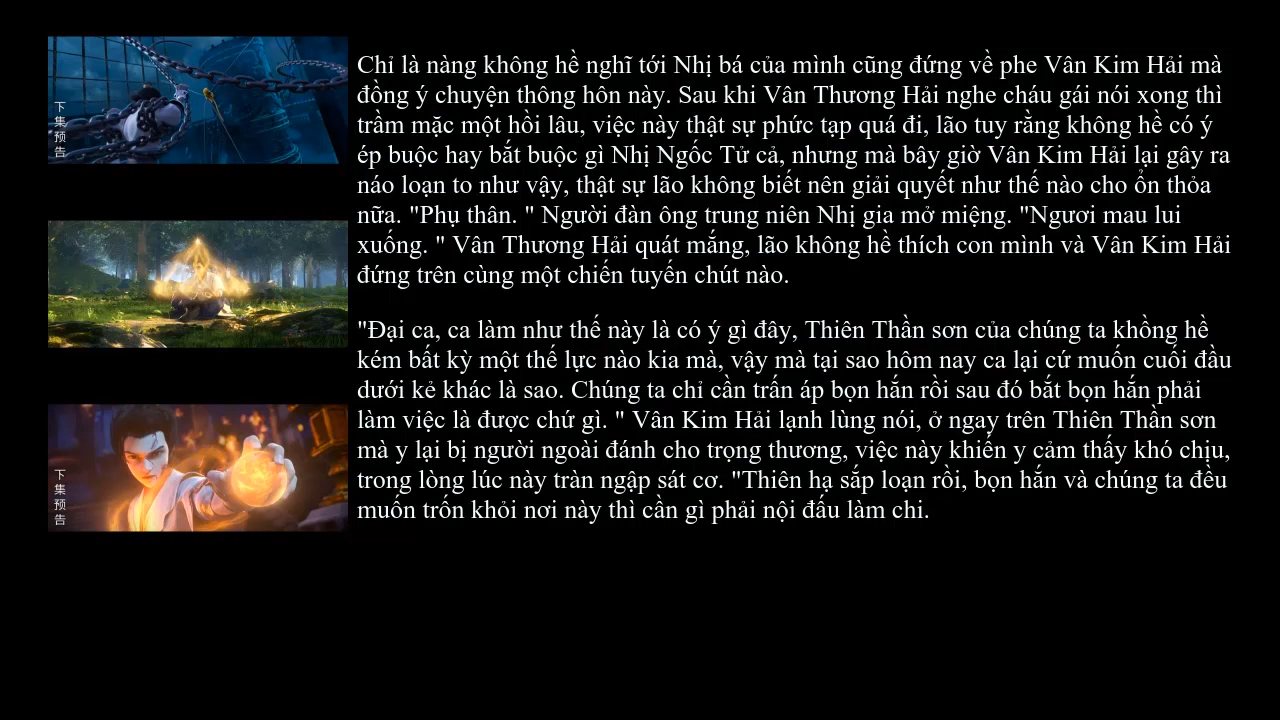 下集预告
下集预告
Chỉ là nàng không hề nghĩ tới Nhị bá của mình cũng đứng về phe Vân Kim Hải mà
đồng ý chuyện thông hôn này. Sau khi Vân Thương Hải nghe cháu gái nói xong thì
trầm mặc một hồi lâu, việc này thật sự phức tạp quá đi, lão tuy rằng không hề có ý
ép buộc hay bắt buộc gì Nhị Ngốc Tử cả, nhưng mà bây giờ Vân Kim Hải lại gây ra
náo loạn to như vậy, thật sự lão không biết nên giải quyết như thế nào cho ổn thỏa
nữa. "Phụ thân. " Người đàn ông trung niên Nhị gia mở miệng. "Ngươi mau lui
xuống. " Vân Thương Hải quát mắng, lão không hề thích con mình và Vân Kim Hải
đứng trên cùng một chiến tuyến chút nào.
"Đại ca, ca làm như thế này là có ý gì đây, Thiên Thần sơn của chúng ta không hề
kém bất kỳ một thế lực nào kia mà, vậy mà tại sao hôm nay ca lại cứ muốn cuối đầu
dưới kẻ khác là sao. Chúng ta chỉ cần trấn áp bọn hắn rồi sau đó bắt bọn hắn phải
làm việc là được chứ gì. " Vân Kim Hải lạnh lùng nói, ở ngay trên Thiên Thần sơn
mà y lại bị người ngoài đánh cho trọng thương, việc này khiến y cảm thấy khó chịu,
trong lòng lúc này tràn ngập sát cơ. "Thiên hạ sắp loạn rồi, bọn hắn và chúng ta đều
muốn trốn khỏi nơi này thì cần gì phải nội đấu làm chi.